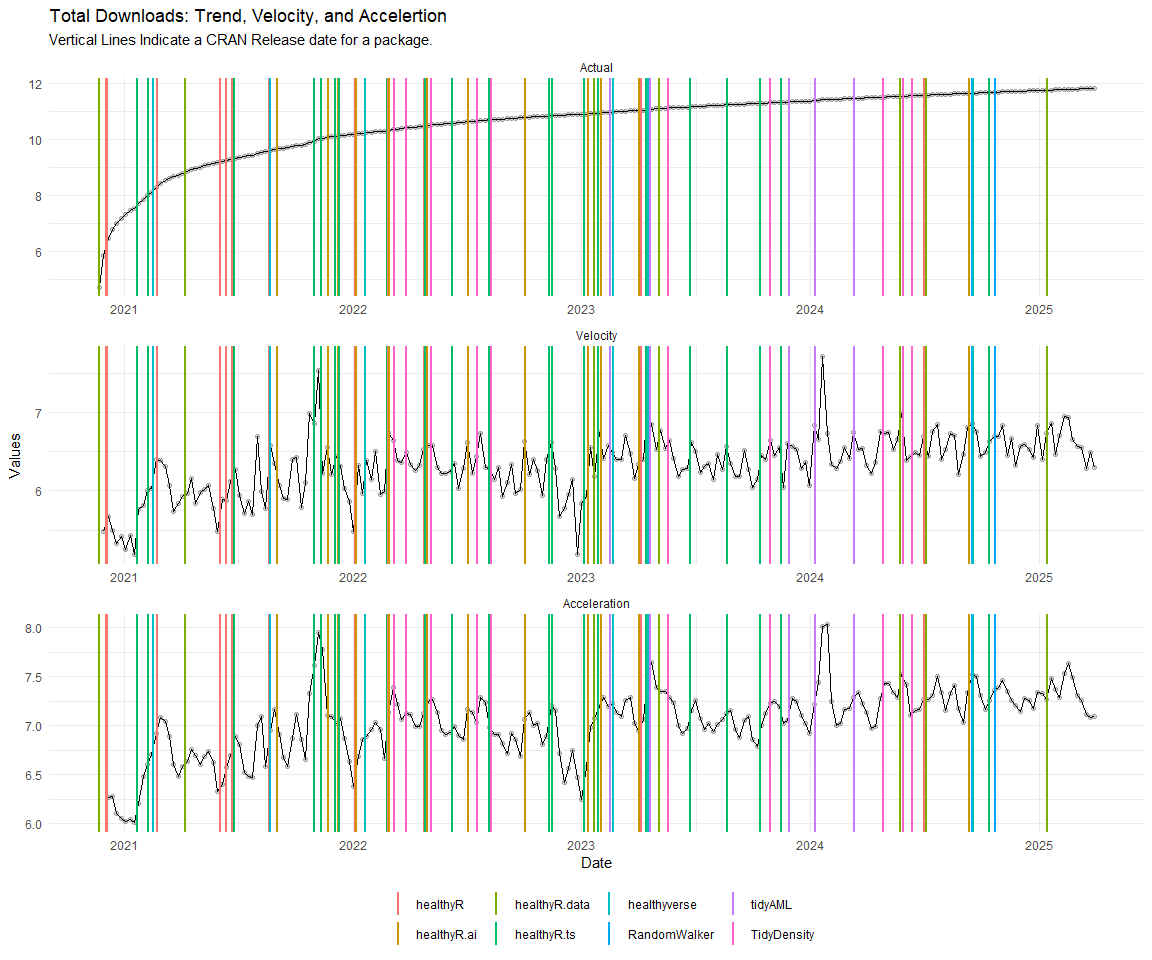 Total Downloads: Trend, Velocity, and Accelertion
Vertical Lines Indicate a CRAN Release date for a package.
Actual
12
10
8
6
2021 2022 2023 2024 2025
Velocity
7
6
2021 2022 2023 2024 2025
Values
Acceleration
8.0
7.5
7.0
6.5
6.0
2021 2022 2023 2024 2025
Date
healthyR healthyR.data healthyverse tidyAML
healthyR.ai healthyR.ts RandomWalker TidyDensity